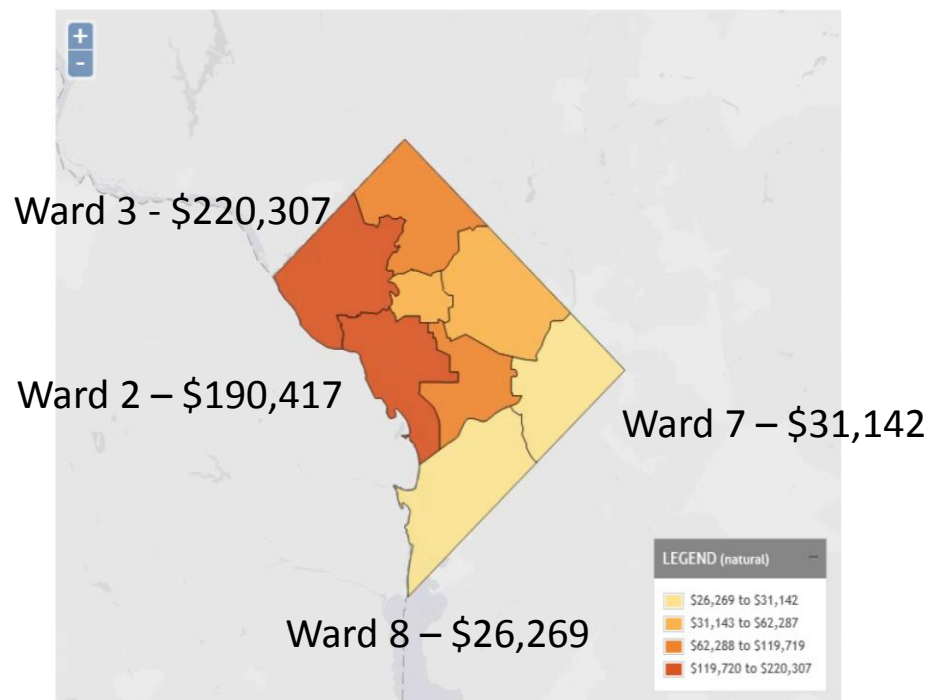 +
-
Ward 3 - $220,307
Ward 2 – $190,417
Ward 7 – $31,142
Ward 8 – $26,269
LEGEND (natural) –
$26,269 to $31,142
$31,143 to $62,287
$62,288 to $119,719
$119,720 to $220,307